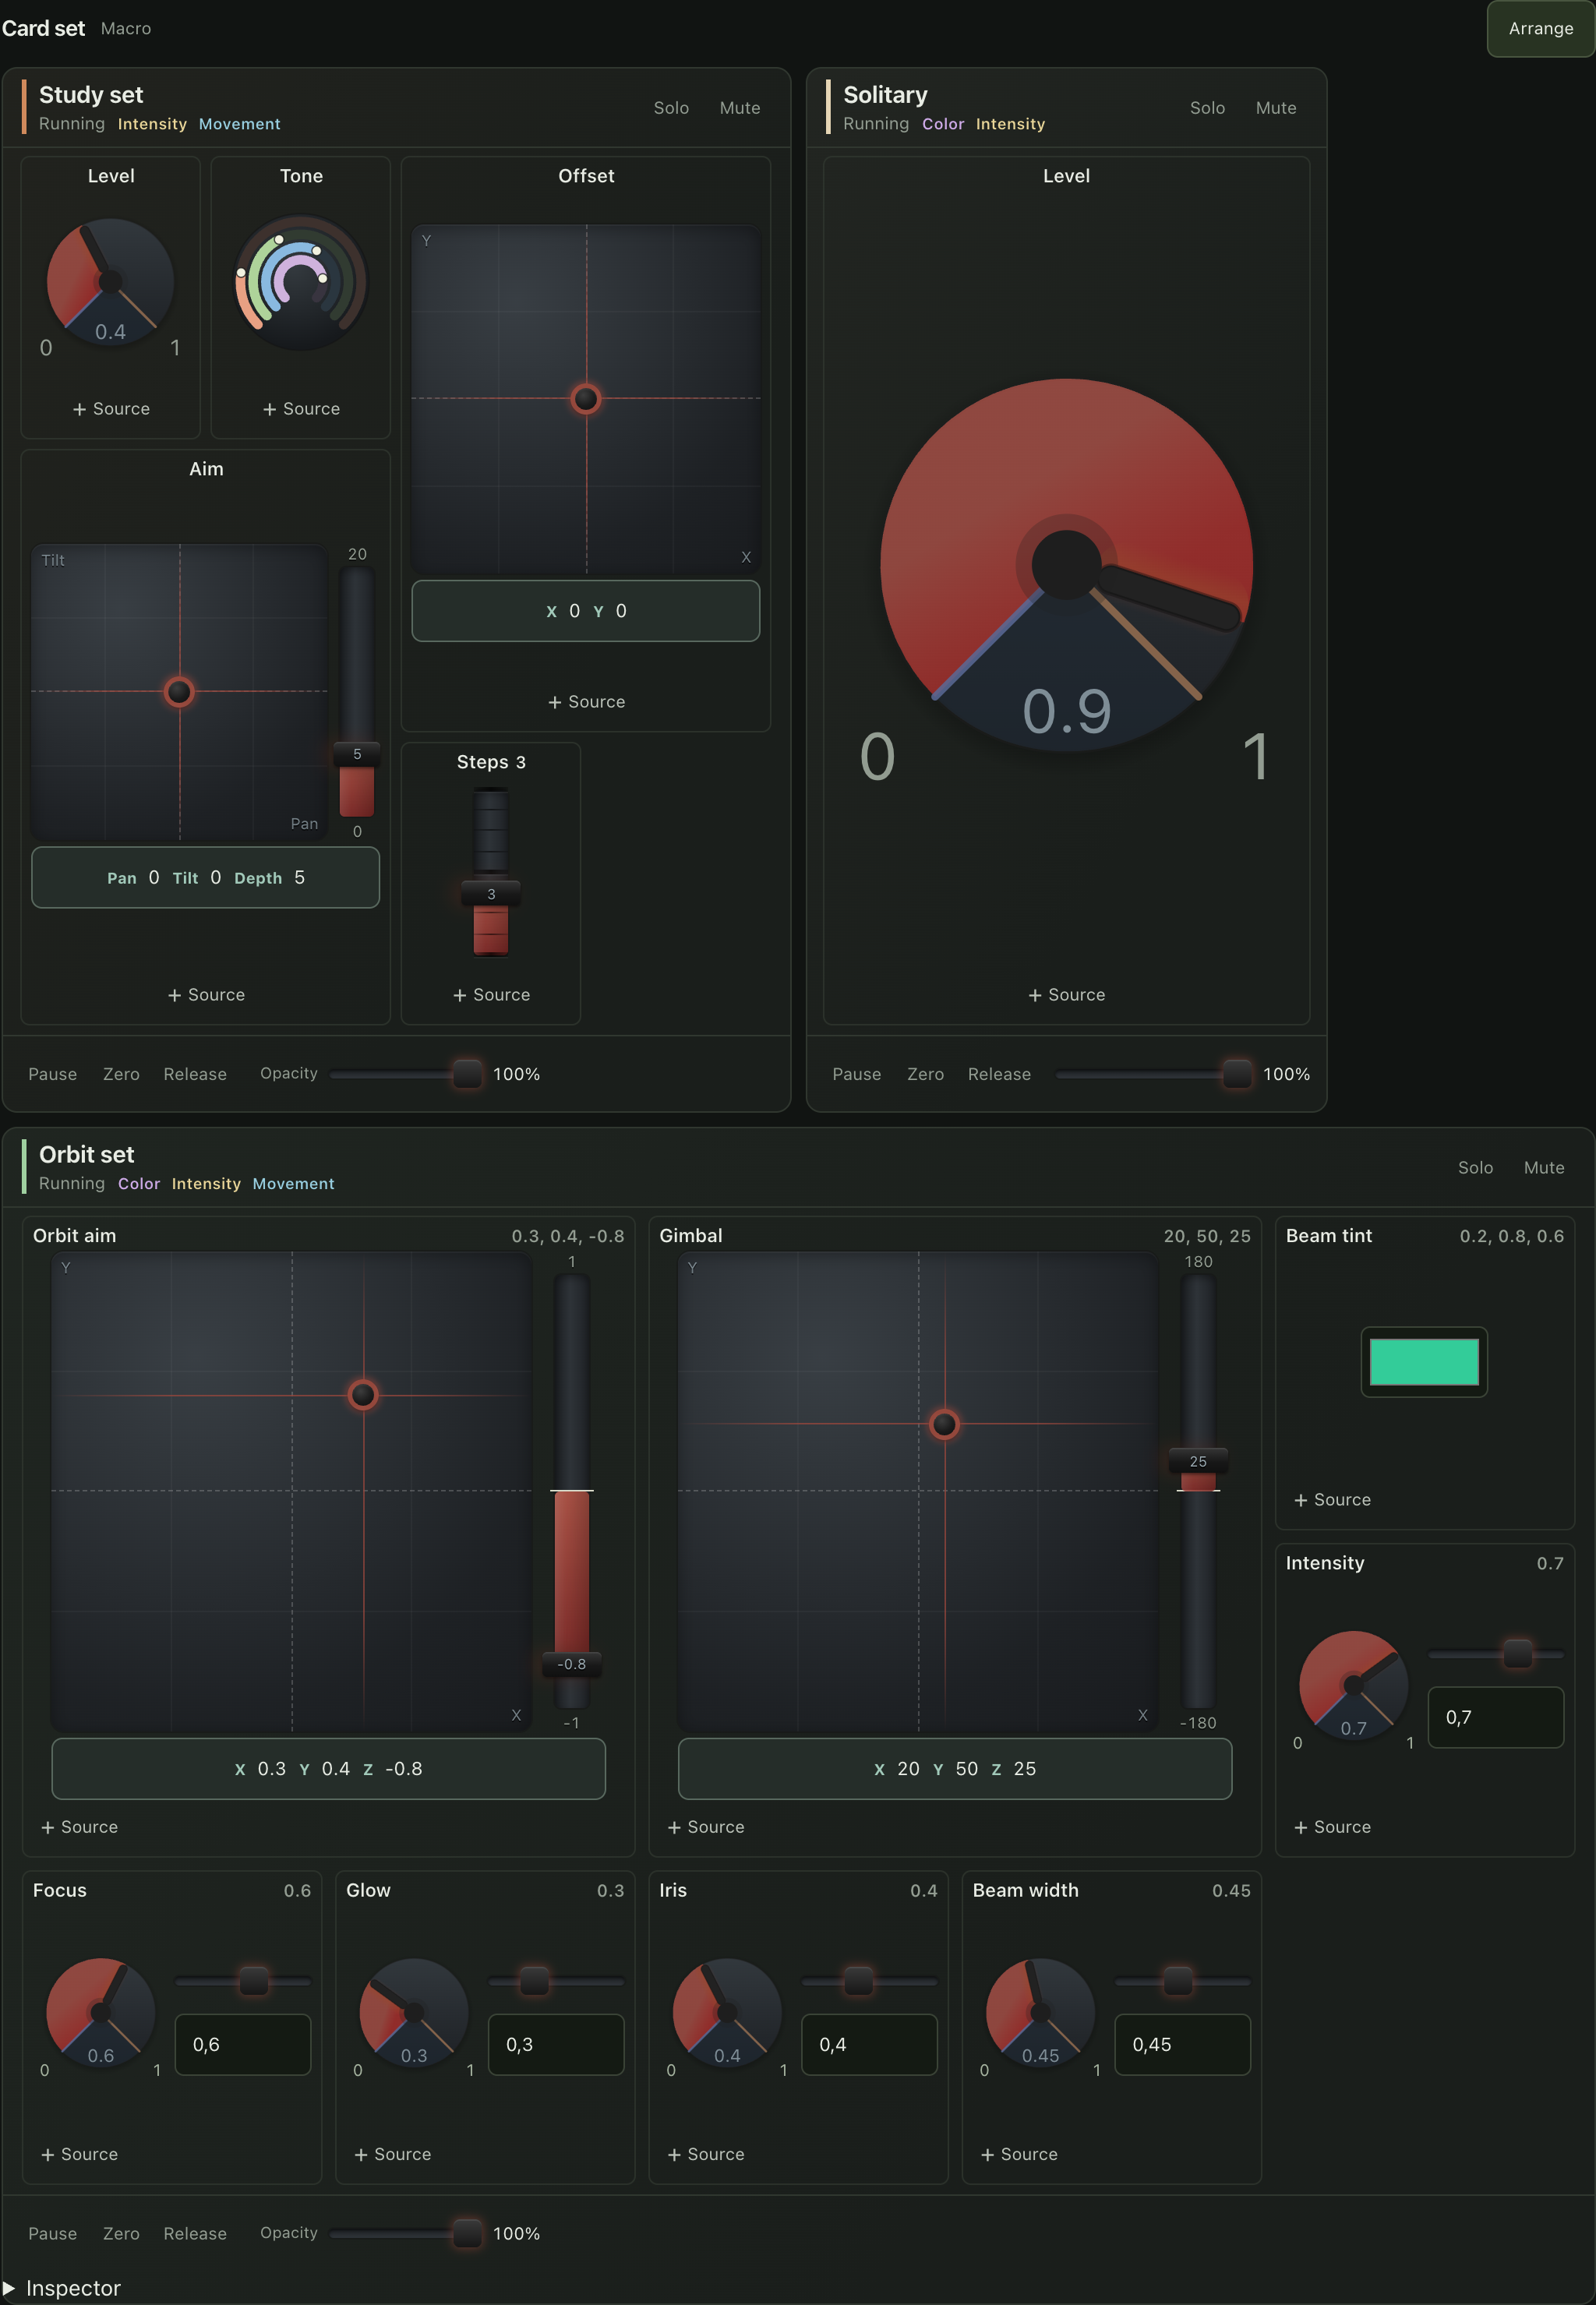 Card set Macro Arrange
Study set Solo Mute
Running Intensity Movement
Level
0.4
0 1
+ Source
Tone
+ Source
Offset
Y
X
X 0 Y 0
+ Source
Aim
Tilt
20
5
Pan
0
Pan 0 Tilt 0 Depth 5
+ Source
Steps 3
3
+ Source
Pause Zero Release Opacity 100%
Solitary Solo Mute
Running Color Intensity
Level
0.9
0 1
+ Source
Pause Zero Release 100%
Orbit set Solo Mute
Running Color Intensity Movement
Orbit aim 0.3, 0.4, -0.8
Y
1
-0.8
X
-1
X 0.3 Y 0.4 Z -0.8
+ Source
Gimbal 20, 50, 25
Y
180
25
X
-180
X 20 Y 50 Z 25
+ Source
Beam tint 0.2, 0.8, 0.6
+ Source
Intensity 0.7
0.7
0 1
0,7
+ Source
Focus 0.6
0.6
0 1
0,6
+ Source
Glow 0.3
0.3
0 1
0,3
+ Source
Iris 0.4
0.4
0 1
0,4
+ Source
Beam width 0.45
0.45
0 1
0,45
+ Source
Pause Zero Release Opacity 100%
Inspector